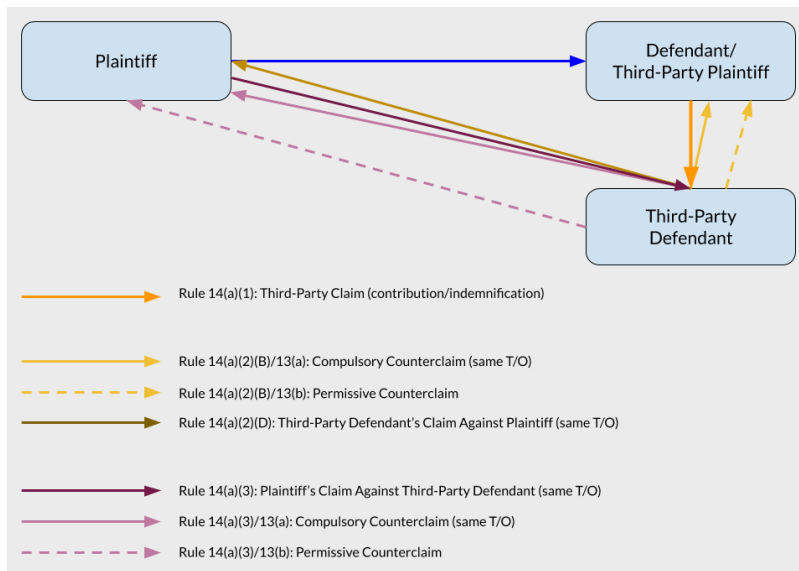 Plaintiff
Defendant/
Third-Party Plaintiff
Third-Party
Defendant
Rule 14(a)(1): Third-Party Claim (contribution/indemnification)
Rule 14(a)(2)(B)/13(a): Compulsory Counterclaim (same T/O)
Rule 14(a)(2)(B)/13(b): Permissive Counterclaim
Rule 14(a)(2)(D): Third-Party Defendant’s Claim Against Plaintiff (same T/O)
Rule 14(a)(3): Plaintiff’s Claim Against Third-Party Defendant (same T/O)
Rule 14(a)(3)/13(a): Compulsory Counterclaim (same T/O)
Rule 14(a)(3)/13(b): Permissive Counterclaim